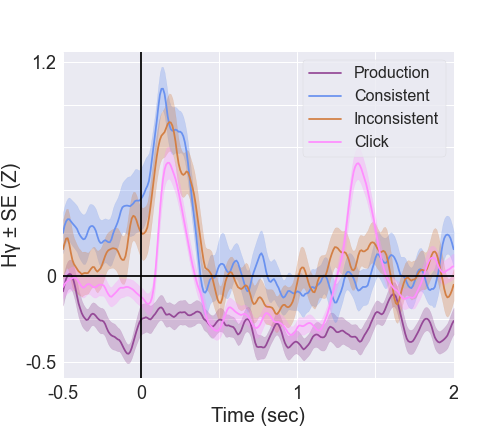 Production
Consistent
Inconsistent
Click
Hγ ± SE (Z)
1.2
0
-0.5
-0.5 0 1 2
Time (sec)